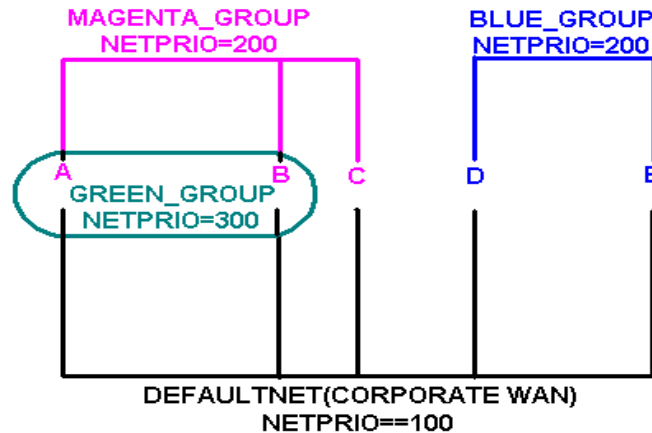 MAGENTA_GROUP
NETPRIO=200
BLUE_GROUP
NETPRIO=200
A
B
C
D
E
GREEN_GROUP
NETPRIO=300
DEFAULTNET(CORPORATE WAN)
NETPRIO==100